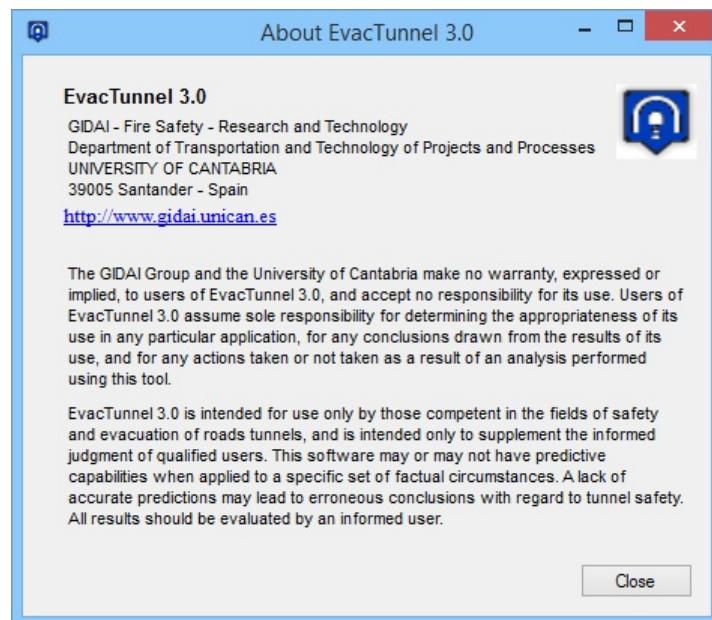 About EvacTunnel 3.0
EvacTunnel 3.0
GIDAI - Fire Safety - Research and Technology
Department of Transportation and Technology of Projects and Processes
UNIVERSITY OF CANTABRIA
39005 Santander - Spain
http://www.gidai.unican.es
The GIDAI Group and the University of Cantabria make no warranty, expressed or
implied, to users of EvacTunnel 3.0, and accept no responsibility for its use. Users of
EvacTunnel 3.0 assume sole responsibility for determining the appropriateness of its
use in any particular application, for any conclusions drawn from the results of its
use, and for any actions taken or not taken as a result of an analysis performed
using this tool.
EvacTunnel 3.0 is intended for use only by those competent in the fields of safety
and evacuation of roads tunnels, and is intended only to supplement the informed
judgment of qualified users. This software may or may not have predictive
capabilities when applied to a specific set of factual circumstances. A lack of
accurate predictions may lead to erroneous conclusions with regard to tunnel safety.
All results should be evaluated by an informed user.
Close